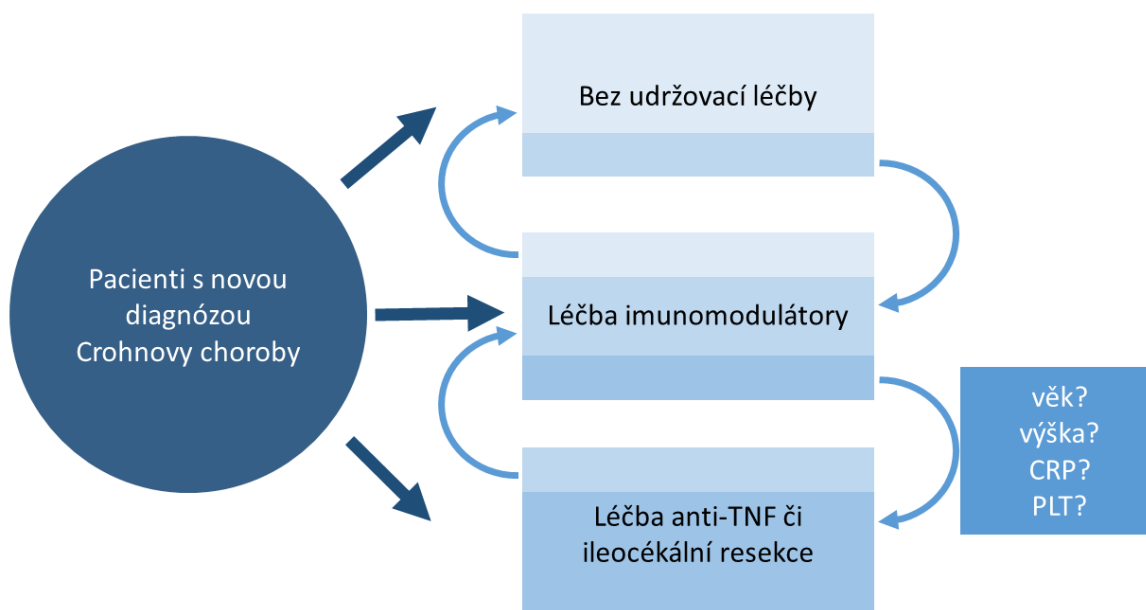 Bez udržovací léčby
Pacienti s novou
diagnózou
Crohnovy choroby
Léčba imunomodulátory
věk?
výška?
CRP?
PLT?
Léčba anti-TNF či
ileocékální resekce